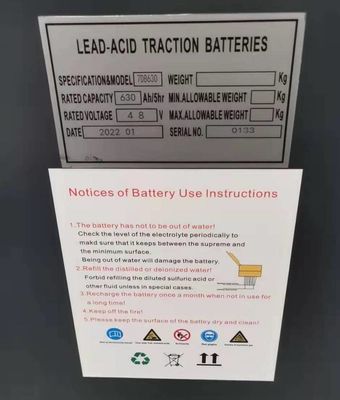 LEAD-ACID TRACTION BATTERIES
SPECIFICATION&MODEL 7DB630 WEIGHT Kg
RATED CAPACITY 630 Ah/5hr MIN.ALLOWABLE WEIGHT Kg
RATED VOLTAGE 48 V MAX.ALLOWABLE WEIGHT Kg
DATE 2022 01 SERIAL NO. 0133
Notices of Battery Use Instructions
1.The battery has not to be out of water!
Check the level of the electrolyte periodically to
makd sure that it keeps between the supreme and
the minimum surface.
Being out of water will damage the battery.
2.Refill the distilled or deionized water!
Forbid refilling the diluted sulfuric acid or
other fluid unless in special cases.
3.Recharge the battery once a month when not in use for
a long time!
4.Keep off the fire!
5.Please keep the surface of the battey dry and clean!